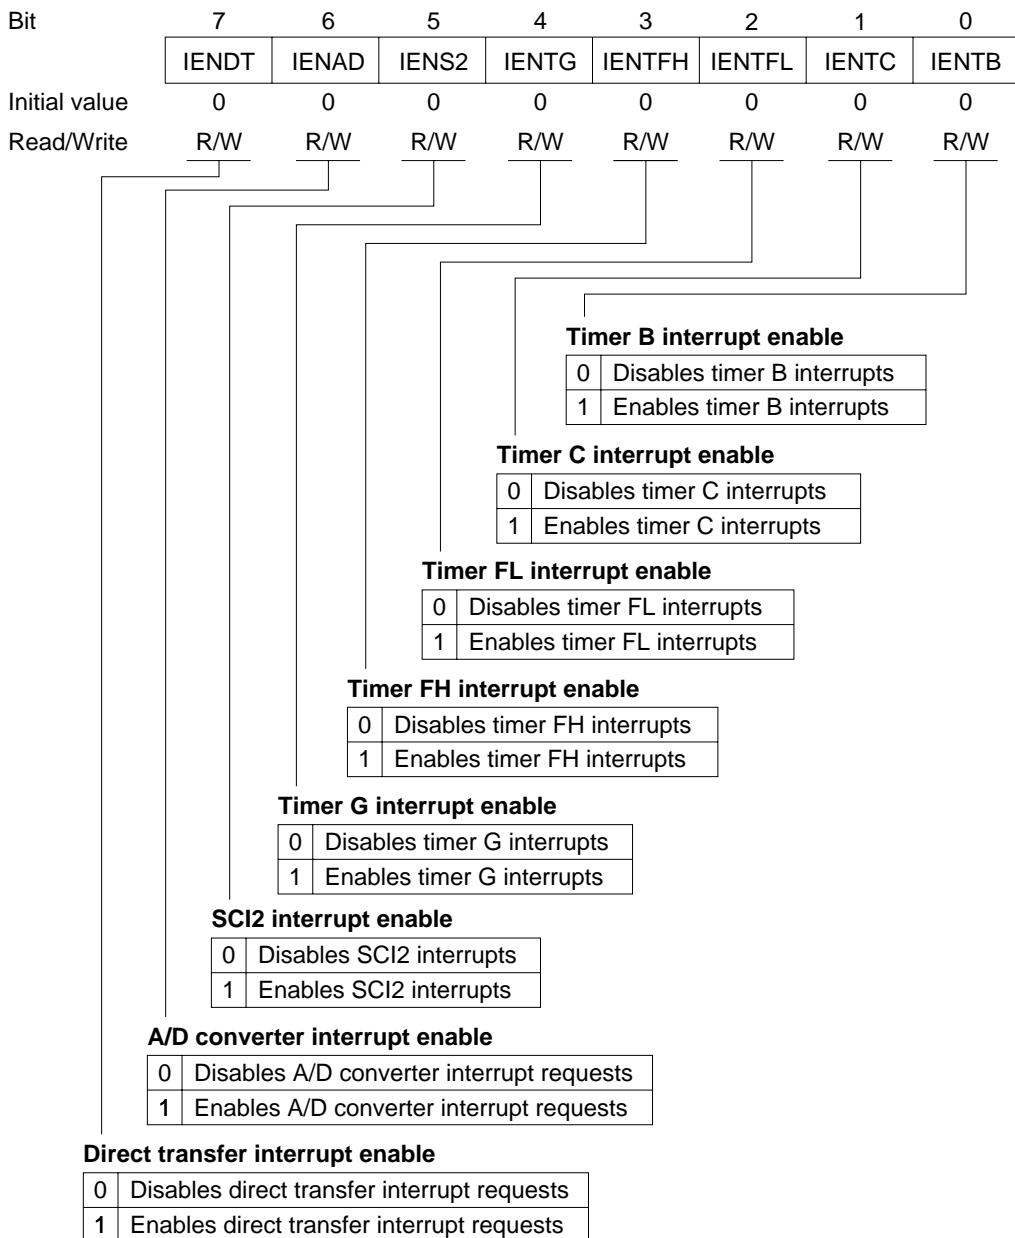 Bit 7 6 5 4 3 2 1 0
IENDT IENAD IENS2 IENTG IENTFH IENTFL IENTC IENTB
Initial value 0 0 0 0 0 0 0 0
Read/Write R/W R/W R/W R/W R/W R/W R/W R/W
Timer B interrupt enable
0 Disables timer B interrupts
1 Enables timer B interrupts
Timer C interrupt enable
0 Disables timer C interrupts
1 Enables timer C interrupts
Timer FL interrupt enable
0 Disables timer FL interrupts
1 Enables timer FL interrupts
Timer FH interrupt enable
0 Disables timer FH interrupts
1 Enables timer FH interrupts
Timer G interrupt enable
0 Disables timer G interrupts
1 Enables timer G interrupts
SCI2 interrupt enable
0 Disables SCI2 interrupts
1 Enables SCI2 interrupts
A/D converter interrupt enable
0 Disables A/D converter interrupt requests
1 Enables A/D converter interrupt requests
Direct transfer interrupt enable
0 Disables direct transfer interrupt requests
1 Enables direct transfer interrupt requests